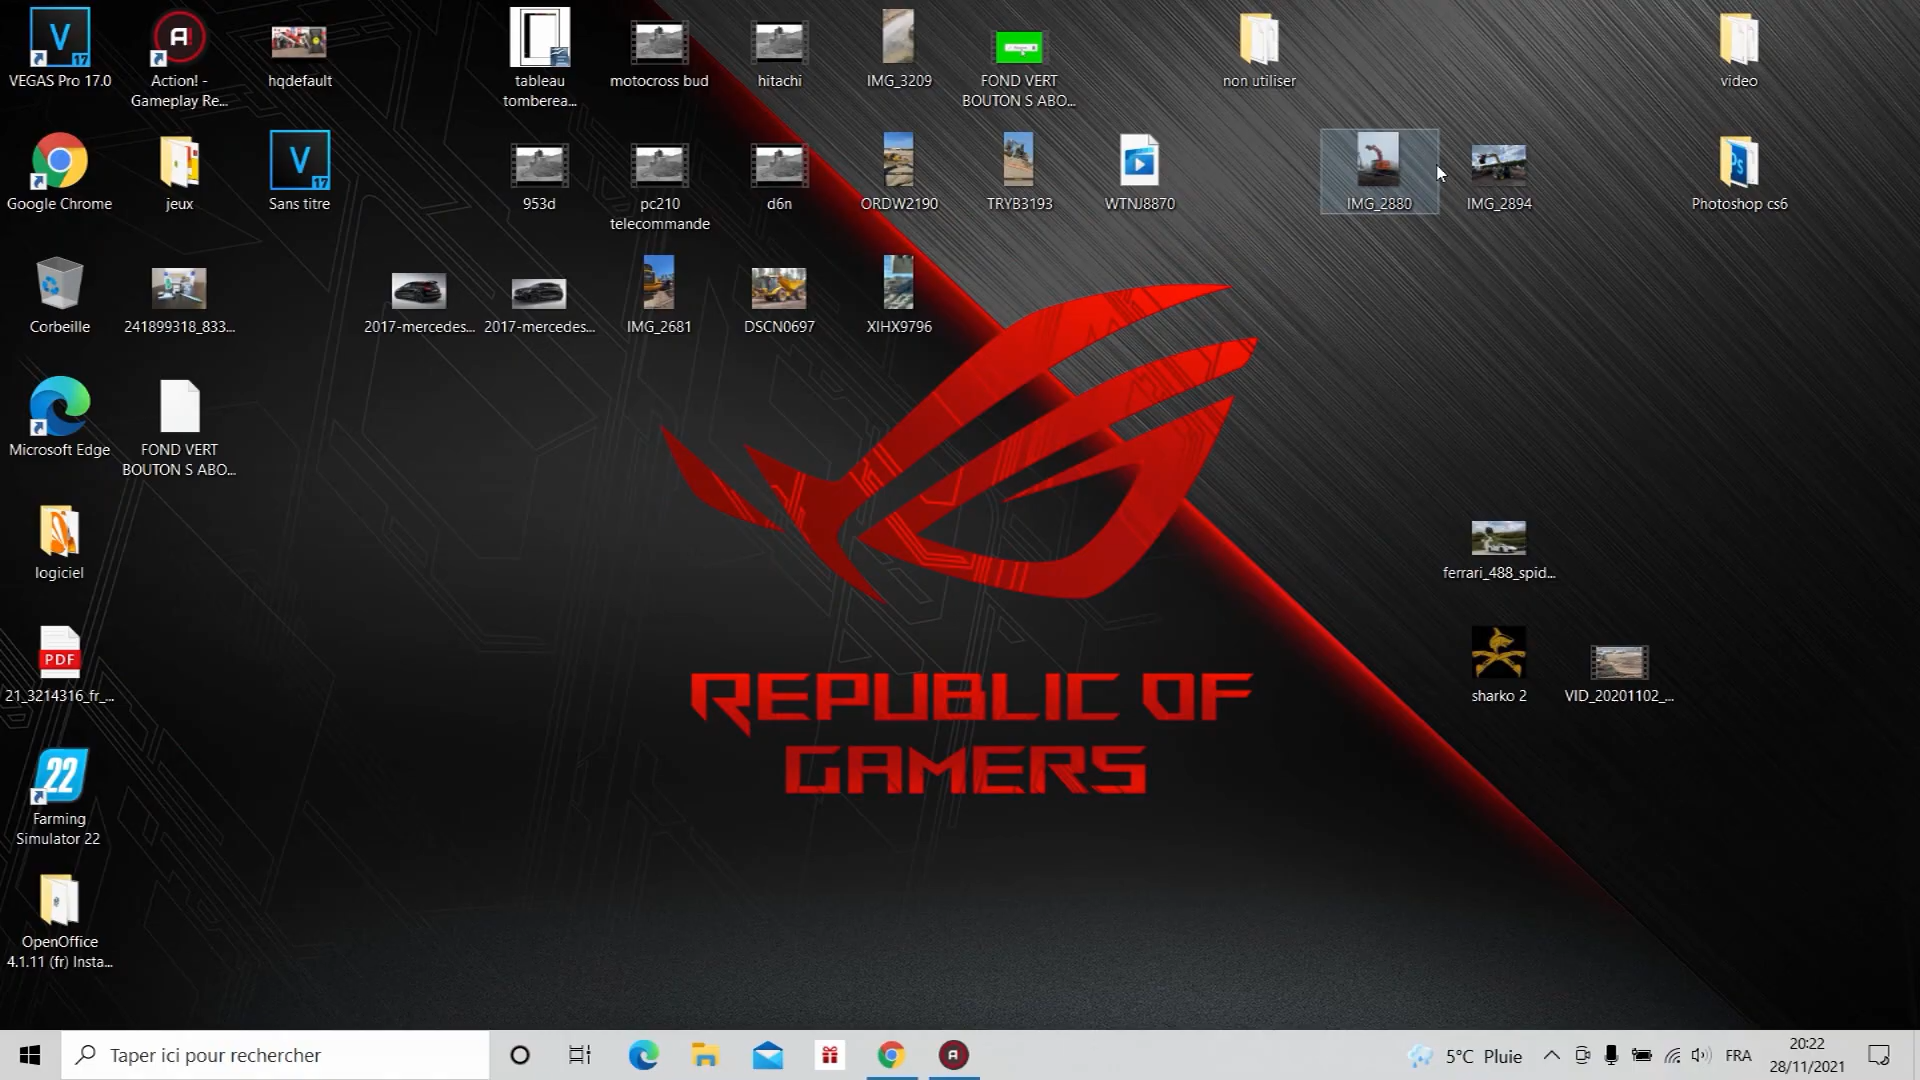 VEGAS Pro 17.0
Action! -
Gameplay Re...
hqdefault
tableau
tomberea...
motocross bud
hitachi
IMG_3209
FOND VERT
BOUTON S ABO...
non utiliser
video
Google Chrome
jeux
Sans titre
953d
pc210
telecommande
d6n
ORDW2190
TRYB3193
WTNJ8870
IMG_2880
IMG_2894
Photoshop cs6
Corbeille
241899318_833...
2017-mercedes...
2017-mercedes...
IMG_2681
DSCN0697
XIHX9796
Microsoft Edge
FOND VERT
BOUTON S ABO...
logiciel
ferrari_488_spid...
PDF
21_3214316_fr_...
sharko 2
VID_20201102_...
REPUBLIC OF
GAMERS
22
Farming
Simulator 22
OpenOffice
4.1.11 (fr) Insta...
Taper ici pour rechercher
5°C Pluie
FRA
20:22
28/11/2021